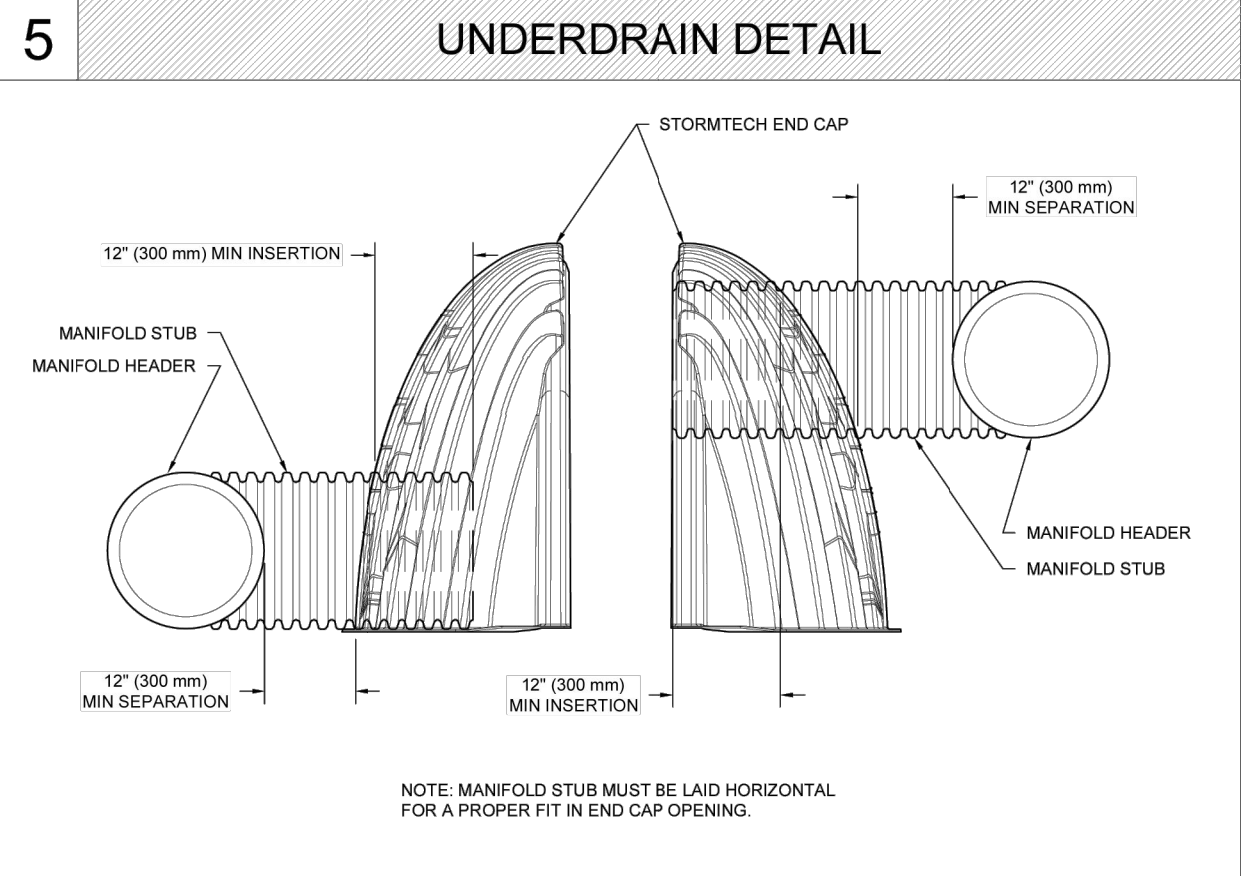 5
UNDERDRAIN DETAIL
STORMTECH END CAP
12" (300 mm)
MIN SEPARATION
12" (300 mm) MIN INSERTION
MANIFOLD STUB
MANIFOLD HEADER
MANIFOLD HEADER
MANIFOLD STUB
12" (300 mm)
MIN SEPARATION
12" (300 mm)
MIN INSERTION
NOTE: MANIFOLD STUB MUST BE LAID HORIZONTAL
FOR A PROPER FIT IN END CAP OPENING.